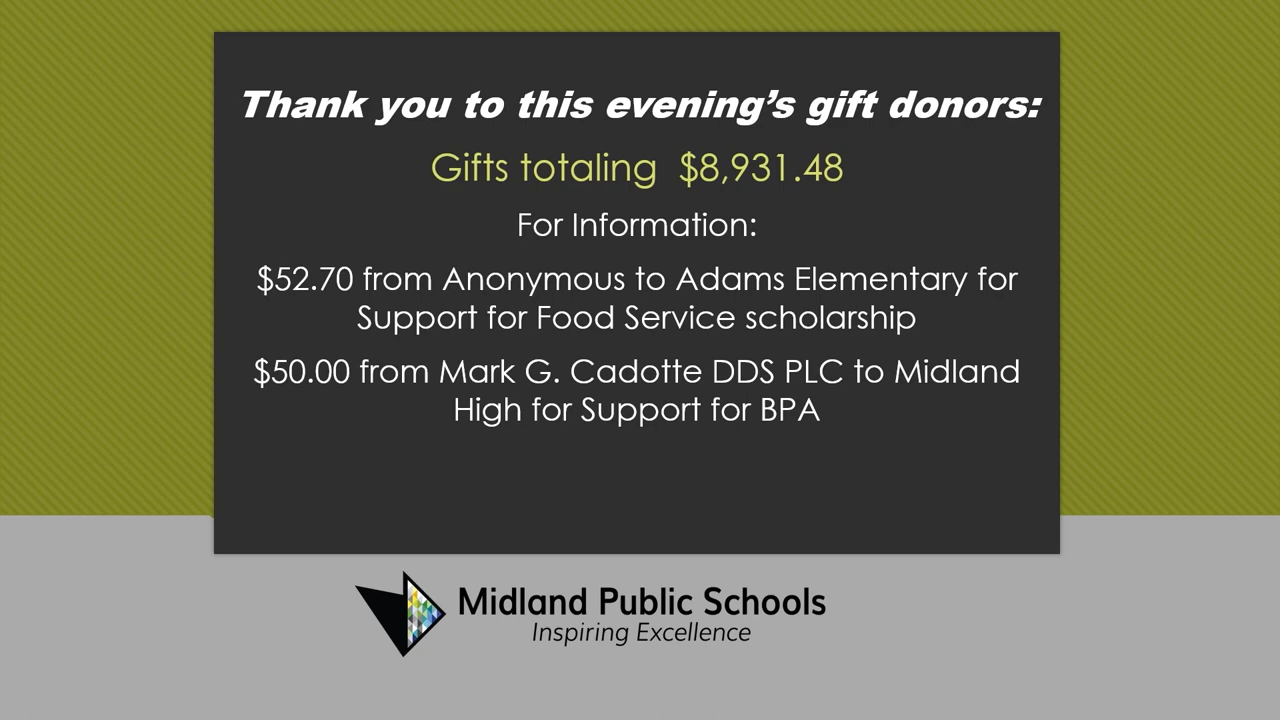 Thank you to this evening’s gift donors:
Gifts totaling  $8,931.48
For Information:
$52.70 from Anonymous to Adams Elementary for
Support for Food Service scholarship
$50.00 from Mark G. Cadotte DDS PLC to Midland
High for Support for BPA
Midland Public Schools
Inspiring Excellence